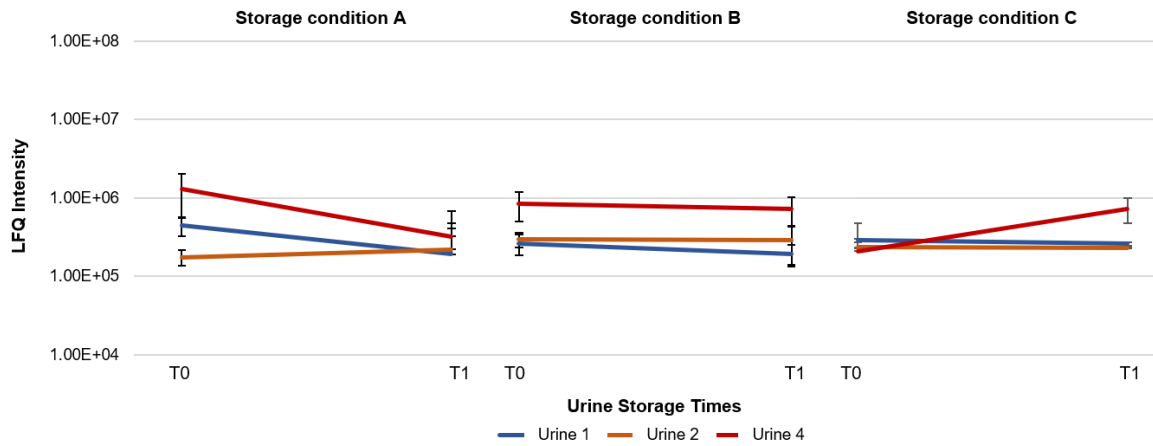 Storage condition A Storage condition B Storage condition C
1.00E+08
1.00E+07
1.00E+06
1.00E+05
1.00E+04
LFQ Intensity
T0 T1 T0 T1 T0 T1
Urine Storage Times
Urine 1 Urine 2 Urine 4